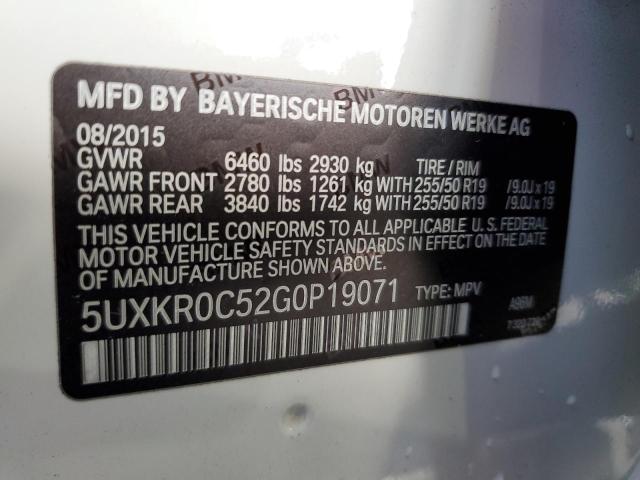 MFD BY BAYERISCHE MOTOREN WERKE AG
08/2015
GVWR 6460 lbs 2930 kg TIRE / RIM
GAWR FRONT 2780 lbs 1261 kg WITH 255/50 R19 /9.0J x 19
GAWR REAR 3840 lbs 1742 kg WITH 255/50 R19 /9.0J x 19
THIS VEHICLE CONFORMS TO ALL APPLICABLE U. S. FEDERAL
MOTOR VEHICLE SAFETY STANDARDS IN EFFECT ON THE DATE
OF MANUFACTURE SHOWN ABOVE.
5UXKR0C52G0P19071 TYPE: MPV
A96M